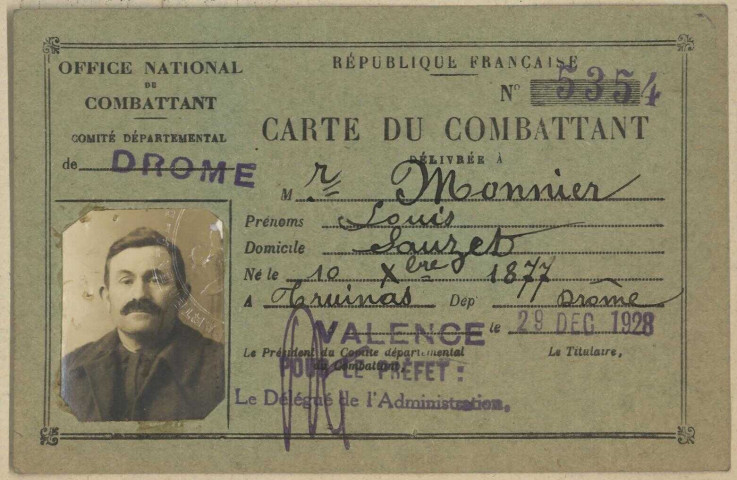 OFFICE NATIONAL
DU
COMBATTANT
COMITÉ DÉPARTEMENTAL
de DROME
RÉPUBLIQUE FRANÇAISE
N° 5354
CARTE DU COMBATTANT
DÉLIVRÉE À
M r Monnier
Prénoms Louis
Domicile Sauzet
Né le 10 Xbre 1877
A Truinas Dép Drôme
VALENCE le 29 DEC 1928
Le Président du Comité départemental
du Combattant,
Le Titulaire,
POUR LE PRÉFET :
Le Délégué de l'Administration,